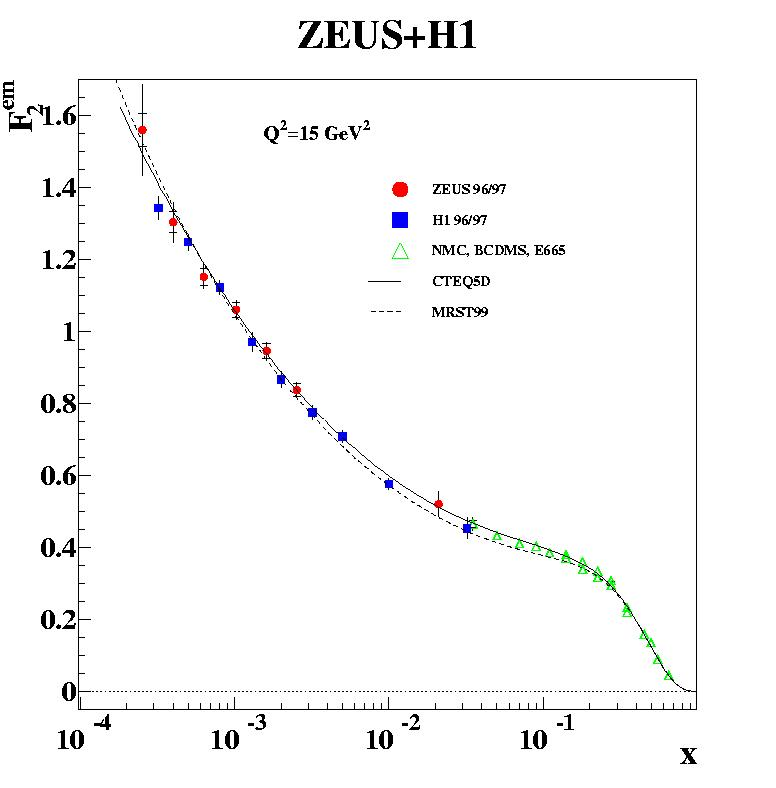 ZEUS+H1
F₂ᵉᵐ
Q²=15 GeV²
ZEUS 96/97
H1 96/97
NMC, BCDMS, E665
CTEQ5D
MRST99
1.6
1.4
1.2
1
0.8
0.6
0.4
0.2
0
10⁻⁴ 10⁻³ 10⁻² 10⁻¹
x